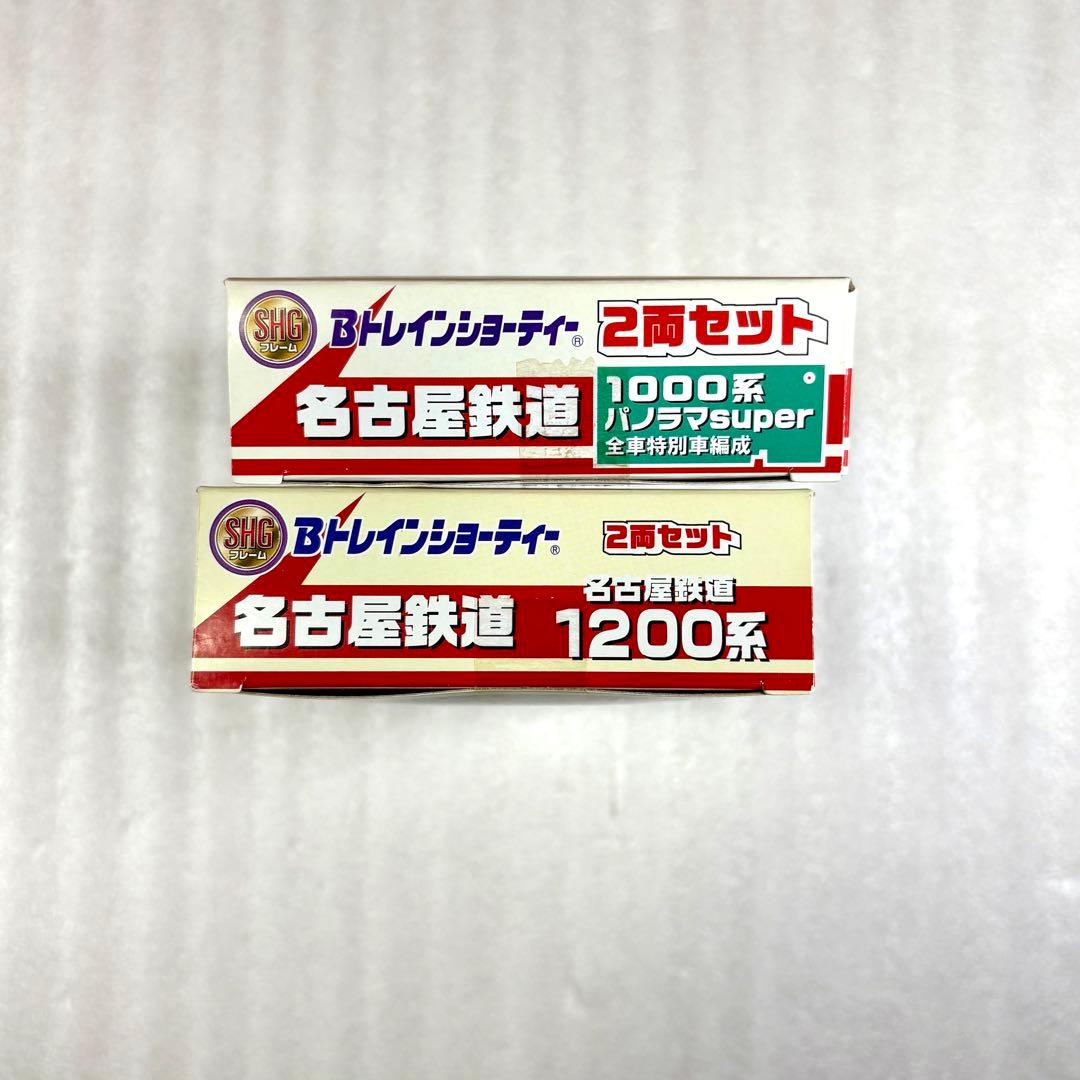 SHG
フレーム
Bトレインショーティー®
2両セット
名古屋鉄道
1000系
パノラマsuper
全車特別車編成
SHG
フレーム
Bトレインショーティー®
2両セット
名古屋鉄道
名古屋鉄道
1200系